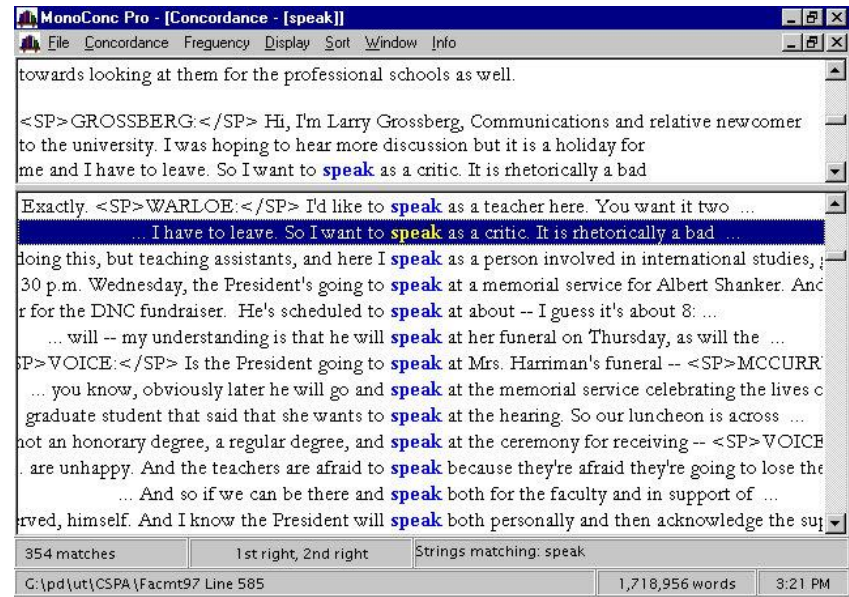 MonoConc Pro - [Concordance - [speak]]
File Concordance Freguency Display Sort Window Info
towards looking at them for the professional schools as well.
<SP>GROSSBERG:</SP> Hi, I'm Larry Grossberg, Communications and relative newcomer
to the university. I was hoping to hear more discussion but it is a holiday for
me and I have to leave. So I want to speak as a critic. It is rhetorically a bad
Exactly. <SP>WARLOE:</SP> I'd like to speak as a teacher here. You want it two ...
... I have to leave. So I want to speak as a critic. It is rhetorically a bad ...
doing this, but teaching assistants, and here I speak as a person involved in international studies,
30 p.m. Wednesday, the President's going to speak at a memorial service for Albert Shanker. And
r for the DNC fundraiser. He's scheduled to speak at about -- I guess it's about 8: ...
... will -- my understanding is that he will speak at her funeral on Thursday, as will the ...
SP>VOICE:</SP> Is the President going to speak at Mrs. Harriman's funeral -- <SP>MCCURR
... you know, obviously later he will go and speak at the memorial service celebrating the lives c
graduate student that said that she wants to speak at the hearing. So our luncheon is across ...
not an honorary degree, a regular degree, and speak at the ceremony for receiving -- <SP>VOICE
. are unhappy. And the teachers are afraid to speak because they're afraid they're going to lose the
... And so if we can be there and speak both for the faculty and in support of ...
rved, himself. And I know the President will speak both personally and then acknowledge the
354 matches 1st right, 2nd right Strings matching: speak
G:\pd\ut\CSPA\Facmt97 Line 585 1,718,956 words 3:21 PM